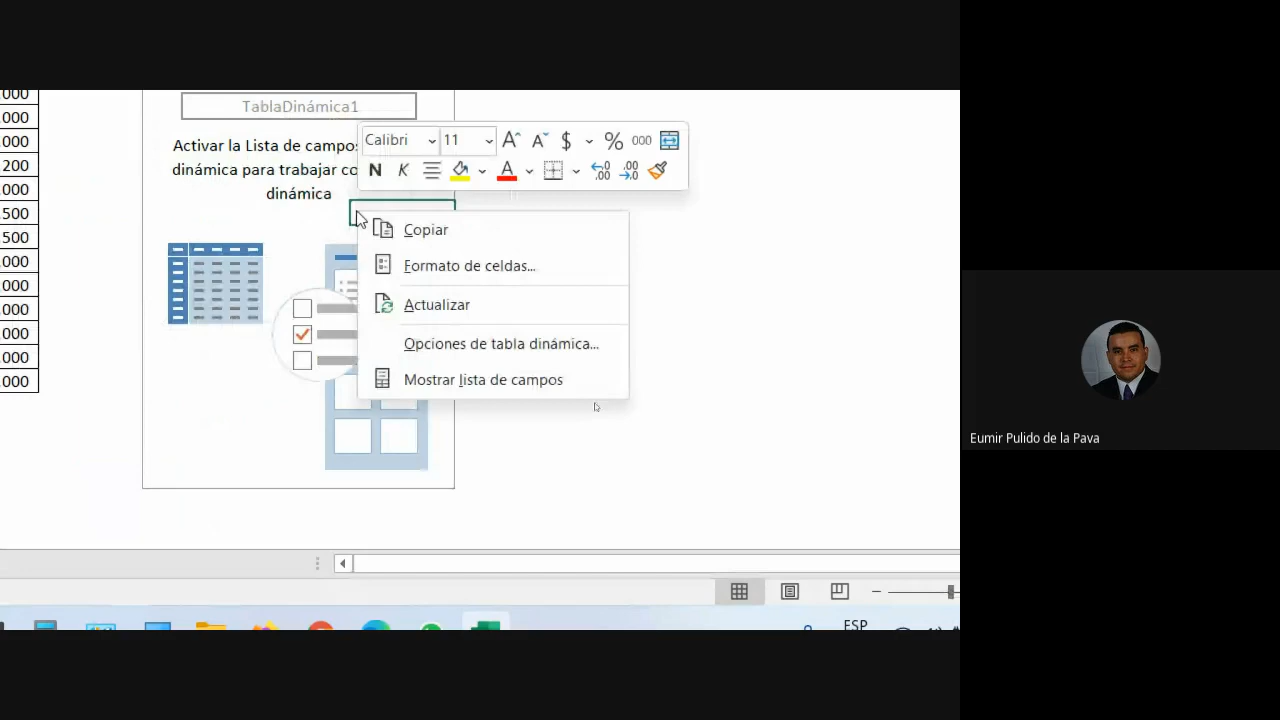 000
TablaDinámica1
000
000
Activar la Lista de campos
200
dinámica para trabajar co
000
dinámica
500
500
000
000
000
000
000
Calibri
11
$
%
000
N
K
A
Copiar
Formato de celdas...
Actualizar
Opciones de tabla dinámica...
Mostrar lista de campos
ESP
Eumir Pulido de la Pava